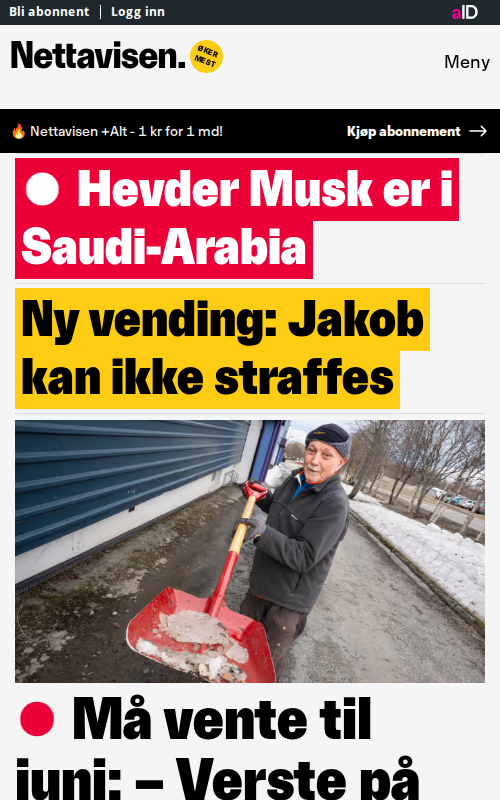 Bli abonnent | Logg inn
aID
Nettavisen.
ØKER
MEST
Meny
🔥 Nettavisen +Alt - 1 kr for 1 md!
Kjøp abonnement →
Hevder Musk er i
Saudi-Arabia
Ny vending: Jakob
kan ikke straffes
Må vente til
juni: – Verste på